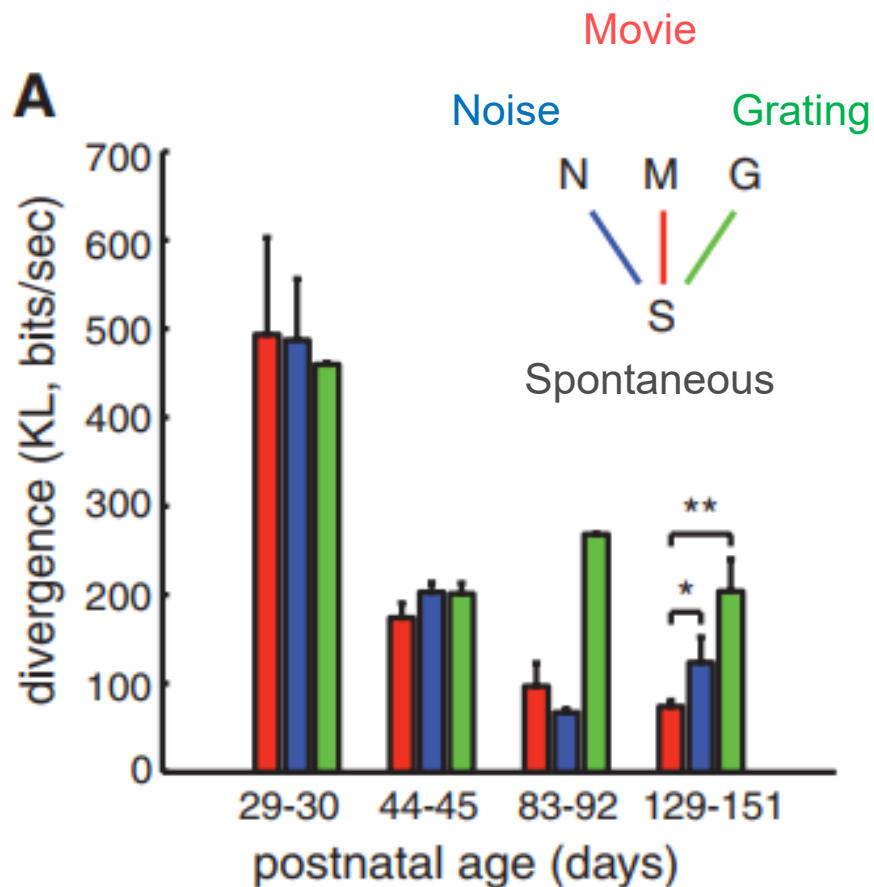 Movie
A
Noise
Grating
N M G
S
Spontaneous
divergence (KL, bits/sec)
700
600
500
400
300
200
100
0
**
*
29-30 44-45 83-92 129-151
postnatal age (days)